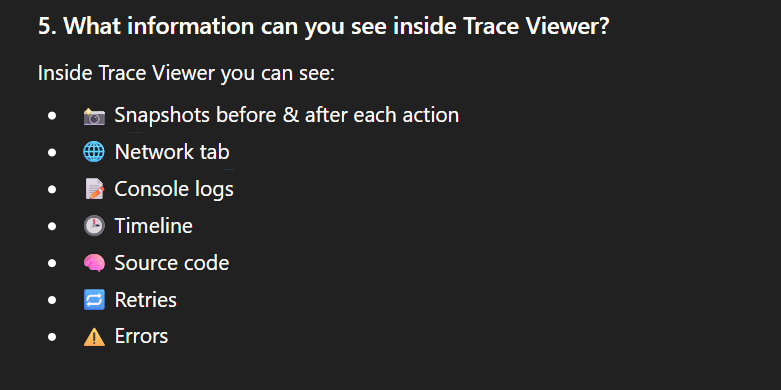 5. What information can you see inside Trace Viewer?
Inside Trace Viewer you can see:
• 📸 Snapshots before & after each action
• 🌐 Network tab
• 📝 Console logs
• 🕒 Timeline
• 🧠 Source code
• 🔁 Retries
• ⚠️ Errors